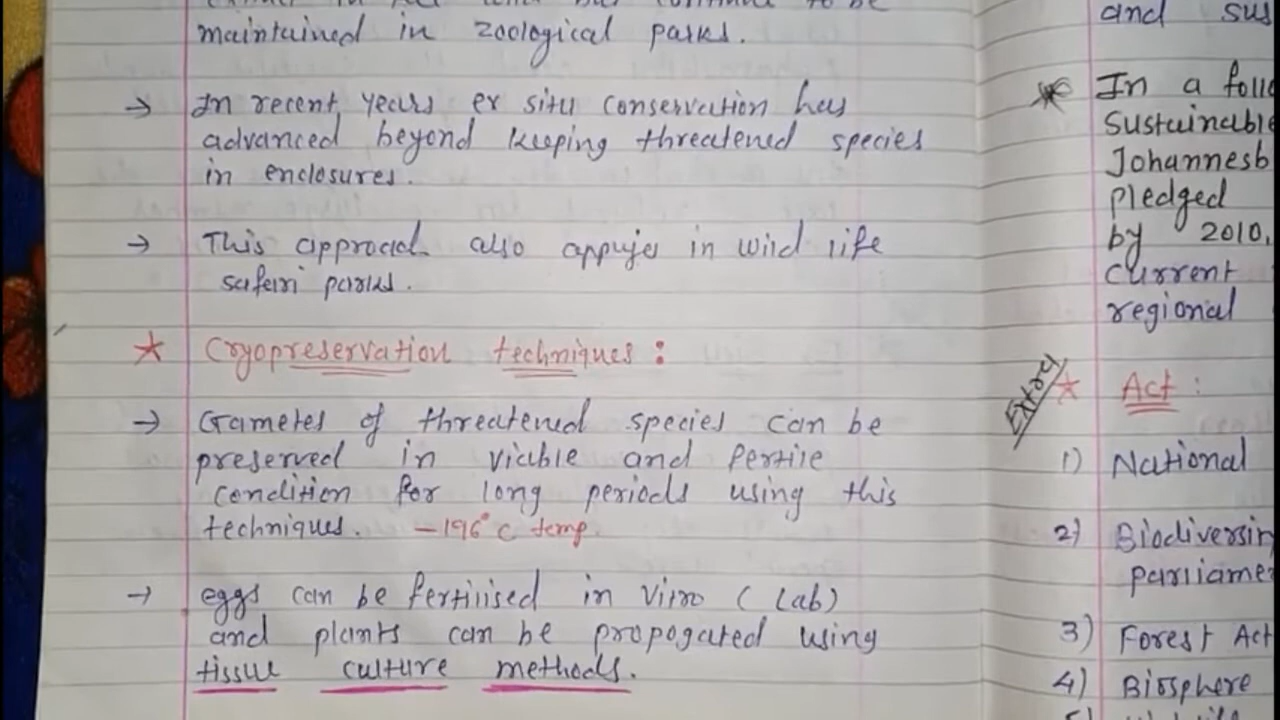 maintained in zoological parks.
→ In recent years ex situ conservation has
advanced beyond keeping threatened species
in enclosures.
→ This approach also appyes in wild life
safari parks.
★ Cryopreservation techniques:
→ Gametes of threatened species can be
preserved in viable and fertile
condition for long periods using this
techniques. -196°c temp.
→ eggs can be fertilised in vitro (Lab)
and plants can be propogated using
tissue culture methods.
and sus
★ In a follo
sustainable
Johannesb
pledged
by 2010,
current
regional
Extra
★ Act:
1) National
2) Biodiversity
parliamen
3) Forest Act
4) Biosphere